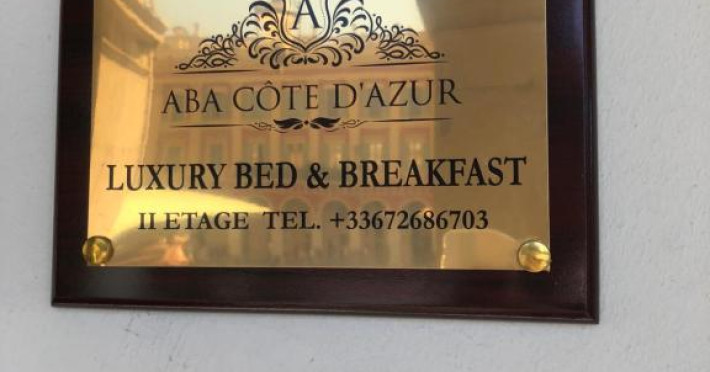 A
ABA CÔTE D'AZUR
LUXURY BED & BREAKFAST
II ETAGE TEL. +33672686703